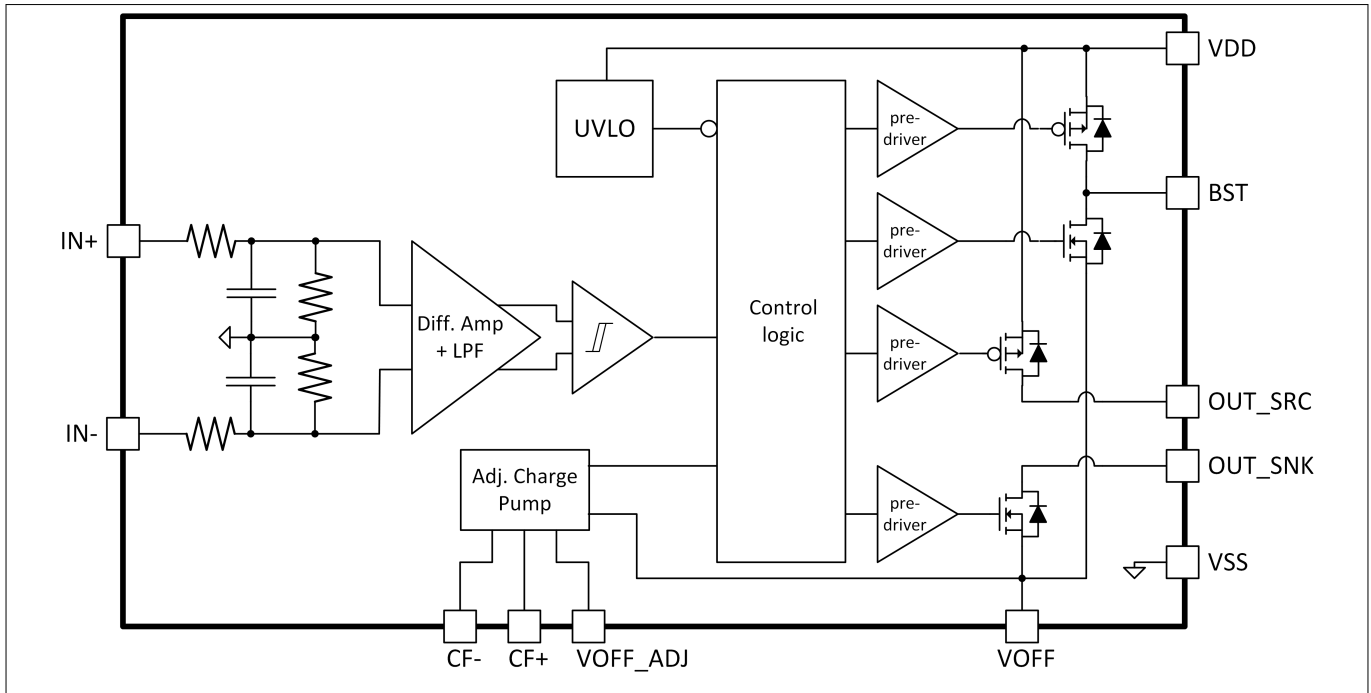 VDD
UVLO
pre-
driver
BST
IN+
pre-
driver
Diff. Amp
+ LPF
Control
logic
pre-
driver
OUT_SRC
IN-
OUT_SNK
Adj. Charge
Pump
pre-
driver
VSS
CF-
CF+
VOFF_ADJ
VOFF